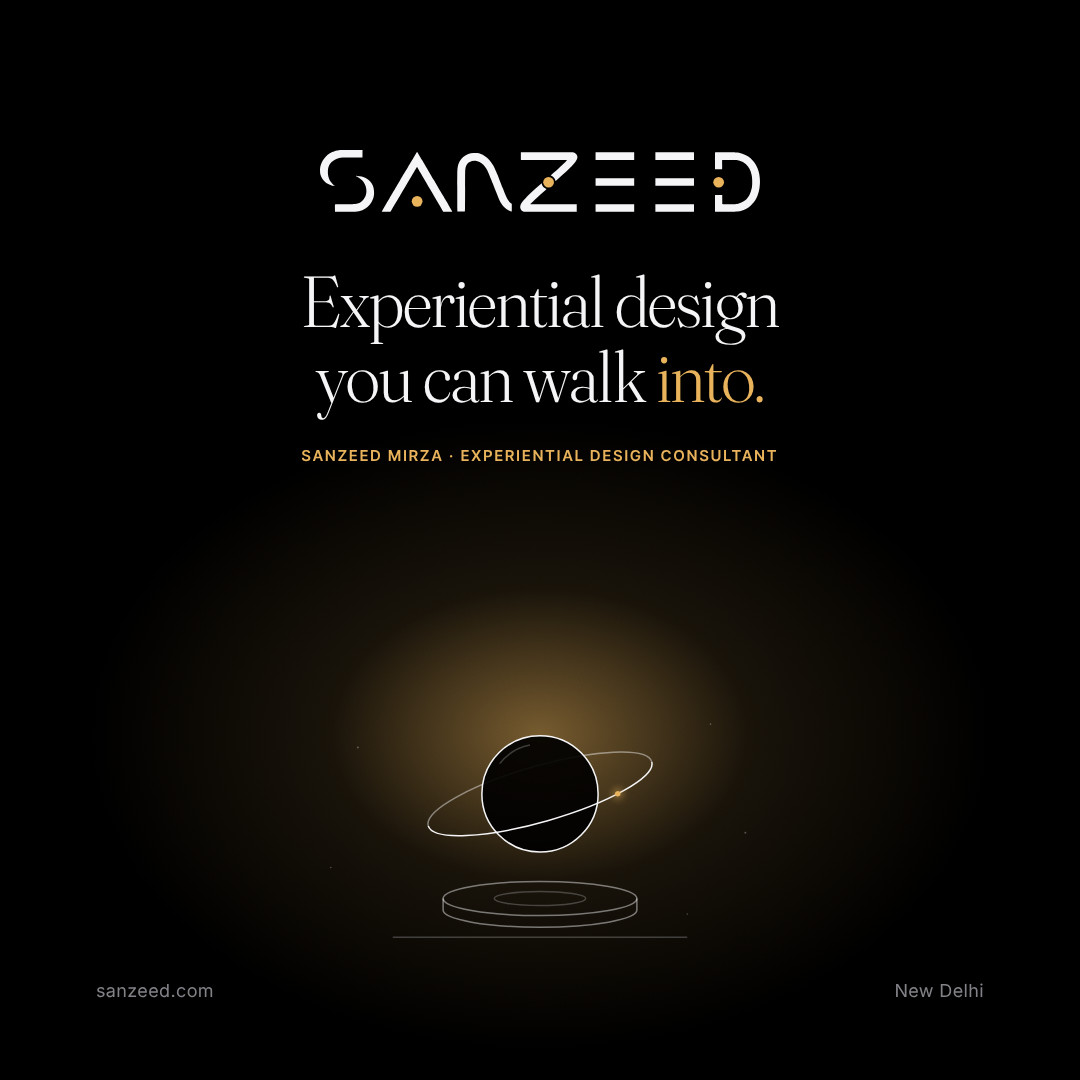 SANZEED
Experiential design
you can walk into.
SANZEED MIRZA · EXPERIENTIAL DESIGN CONSULTANT
sanzeed.com
New Delhi